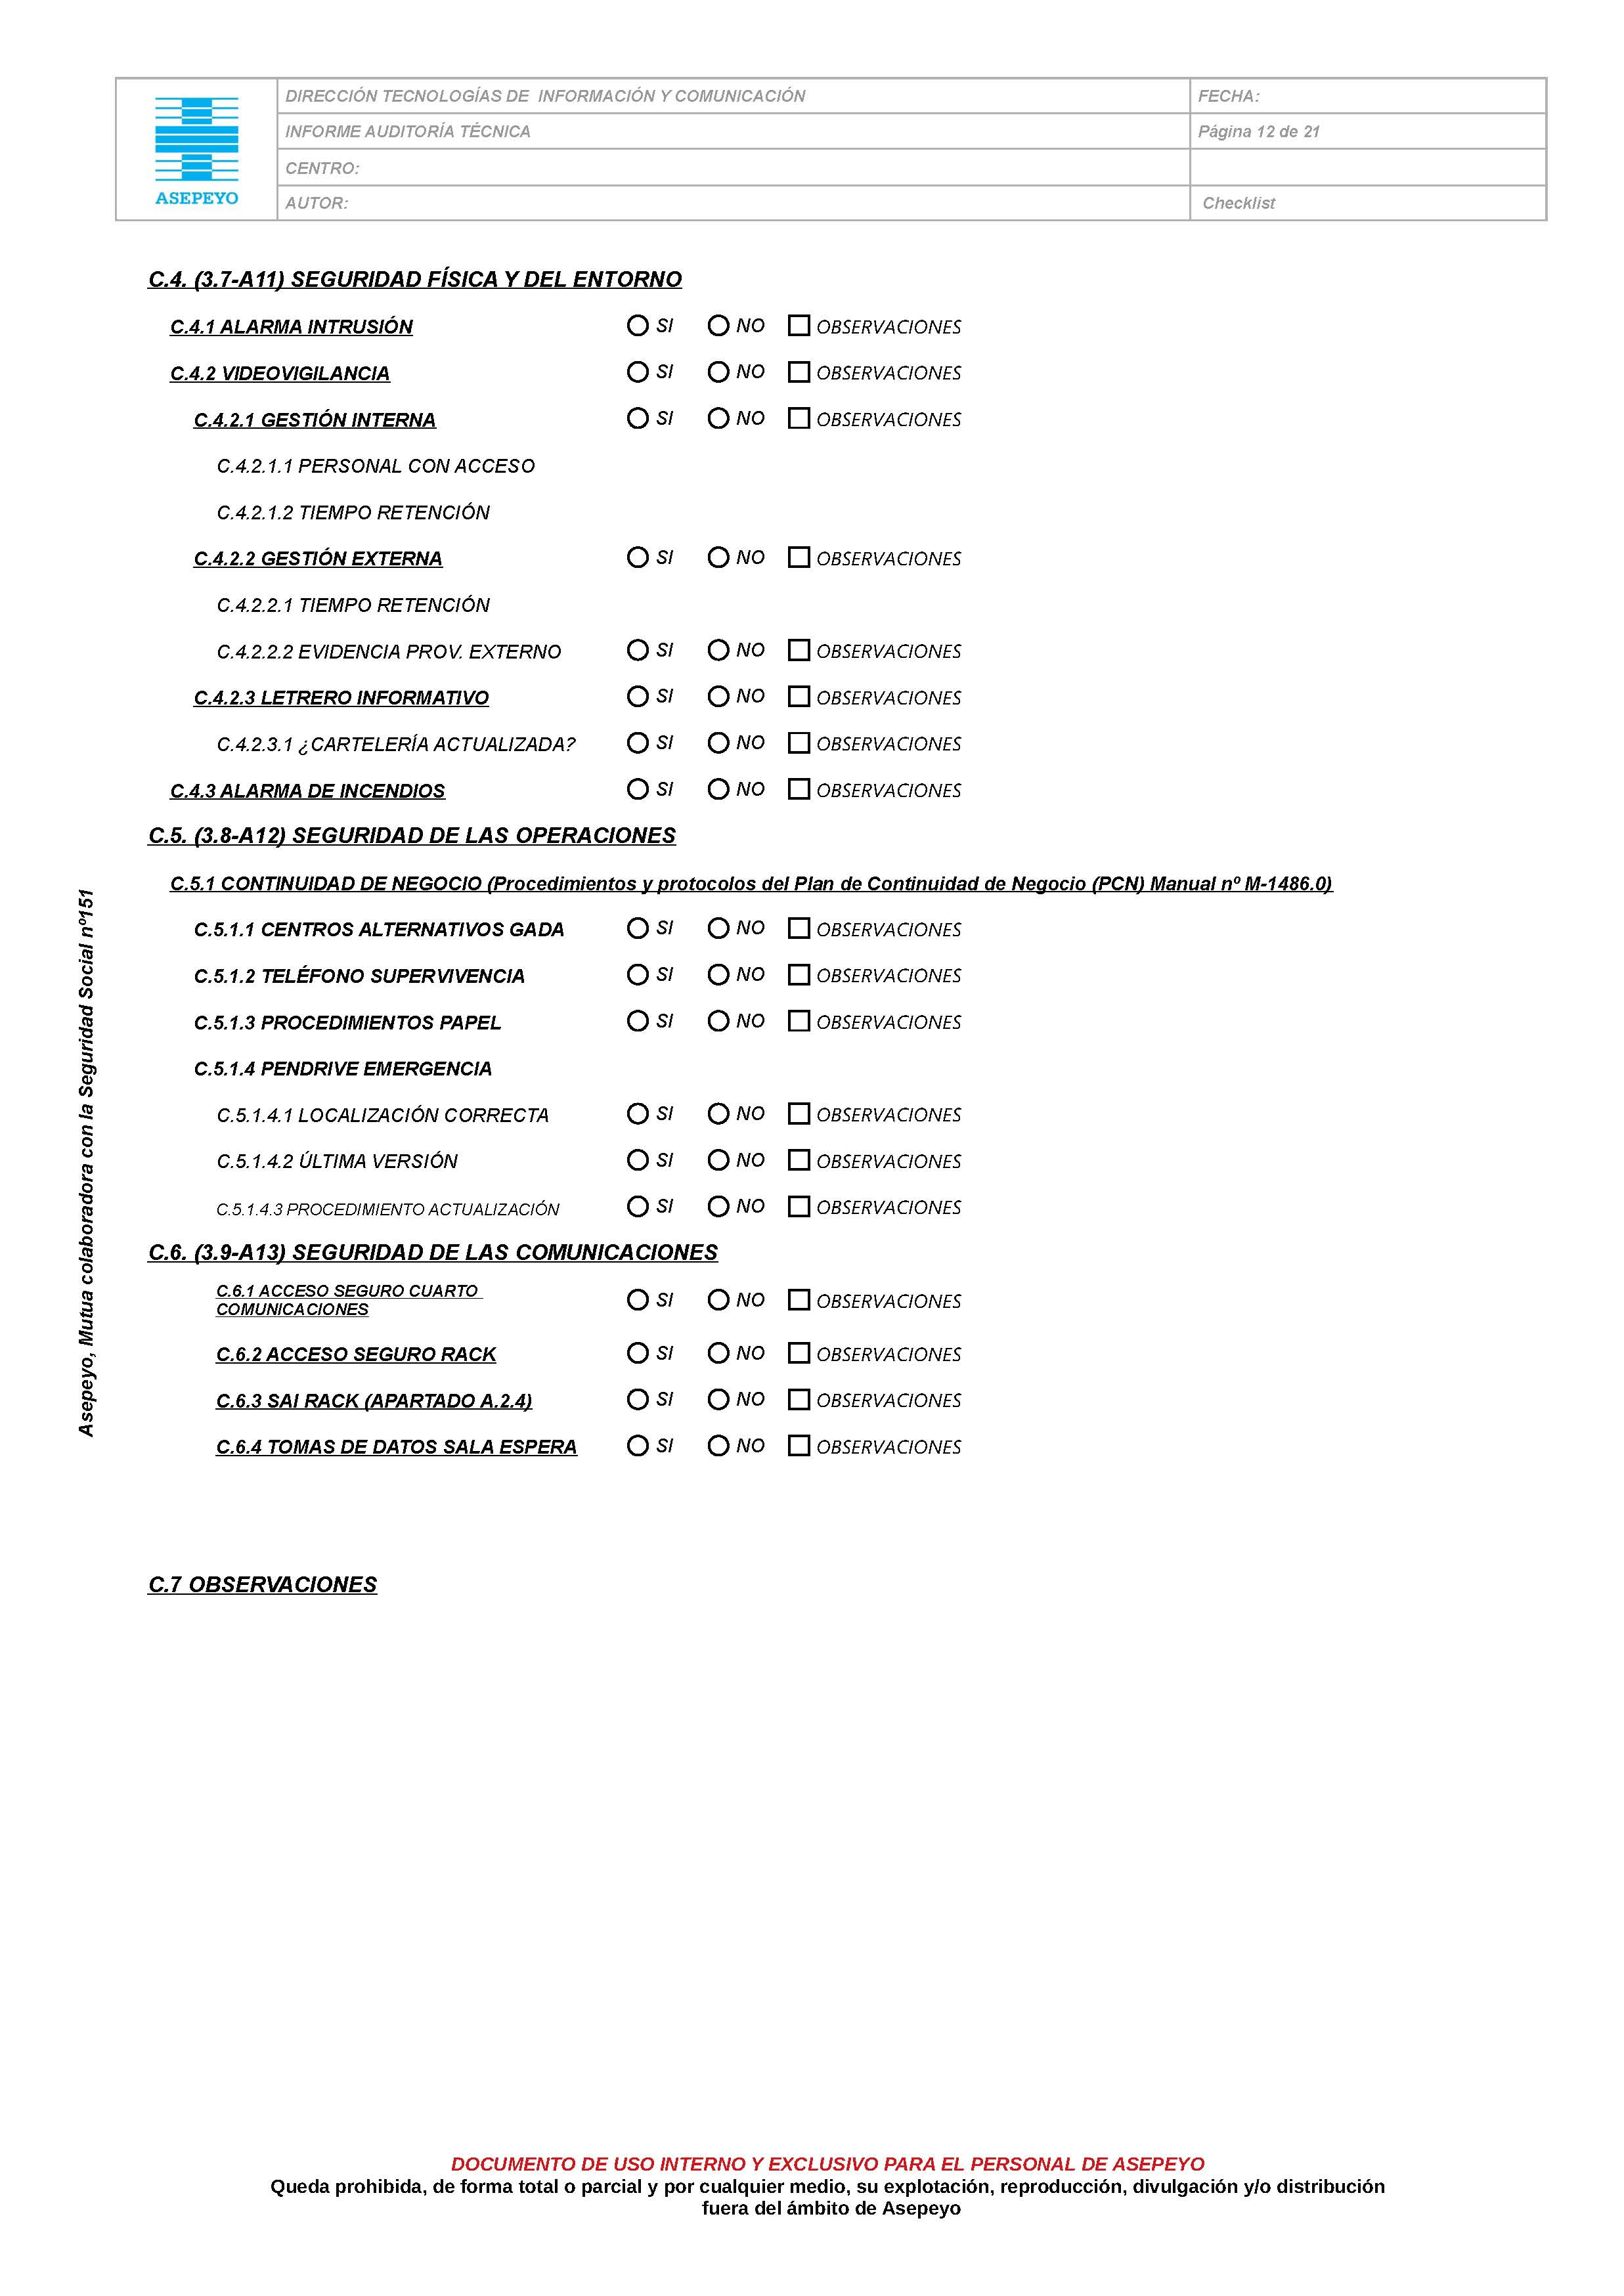 DIRECCIÓN TECNOLOGÍAS DE INFORMACIÓN Y COMUNICACIÓN
FECHA:
INFORME AUDITORÍA TÉCNICA
Página 12 de 21
CENTRO:
ASEPEYO
AUTOR:
Checklist
C.4. (3.7-A11) SEGURIDAD FÍSICA Y DEL ENTORNO
C.4.1 ALARMA INTRUSIÓN SI NO OBSERVACIONES
C.4.2 VIDEOVIGILANCIA SI NO OBSERVACIONES
C.4.2.1 GESTIÓN INTERNA SI NO OBSERVACIONES
C.4.2.1.1 PERSONAL CON ACCESO
C.4.2.1.2 TIEMPO RETENCIÓN
C.4.2.2 GESTIÓN EXTERNA SI NO OBSERVACIONES
C.4.2.2.1 TIEMPO RETENCIÓN
C.4.2.2.2 EVIDENCIA PROV. EXTERNO SI NO OBSERVACIONES
C.4.2.3 LETRERO INFORMATIVO SI NO OBSERVACIONES
C.4.2.3.1 ¿CARTELERÍA ACTUALIZADA? SI NO OBSERVACIONES
C.4.3 ALARMA DE INCENDIOS SI NO OBSERVACIONES
C.5. (3.8-A12) SEGURIDAD DE LAS OPERACIONES
C.5.1 CONTINUIDAD DE NEGOCIO (Procedimientos y protocolos del Plan de Continuidad de Negocio (PCN) Manual nº M-1486.0)
C.5.1.1 CENTROS ALTERNATIVOS GADA SI NO OBSERVACIONES
C.5.1.2 TELÉFONO SUPERVIVENCIA SI NO OBSERVACIONES
C.5.1.3 PROCEDIMIENTOS PAPEL SI NO OBSERVACIONES
C.5.1.4 PENDRIVE EMERGENCIA
C.5.1.4.1 LOCALIZACIÓN CORRECTA SI NO OBSERVACIONES
C.5.1.4.2 ÚLTIMA VERSIÓN SI NO OBSERVACIONES
C.5.1.4.3 PROCEDIMIENTO ACTUALIZACIÓN SI NO OBSERVACIONES
C.6. (3.9-A13) SEGURIDAD DE LAS COMUNICACIONES
C.6.1 ACCESO SEGURO CUARTO
COMUNICACIONES SI NO OBSERVACIONES
C.6.2 ACCESO SEGURO RACK SI NO OBSERVACIONES
C.6.3 SAI RACK (APARTADO A.2.4) SI NO OBSERVACIONES
C.6.4 TOMAS DE DATOS SALA ESPERA SI NO OBSERVACIONES
C.7 OBSERVACIONES
Asepeyo, Mutua colaboradora con la Seguridad Social nº151
DOCUMENTO DE USO INTERNO Y EXCLUSIVO PARA EL PERSONAL DE ASEPEYO
Queda prohibida, de forma total o parcial y por cualquier medio, su explotación, reproducción, divulgación y/o distribución
fuera del ámbito de Asepeyo